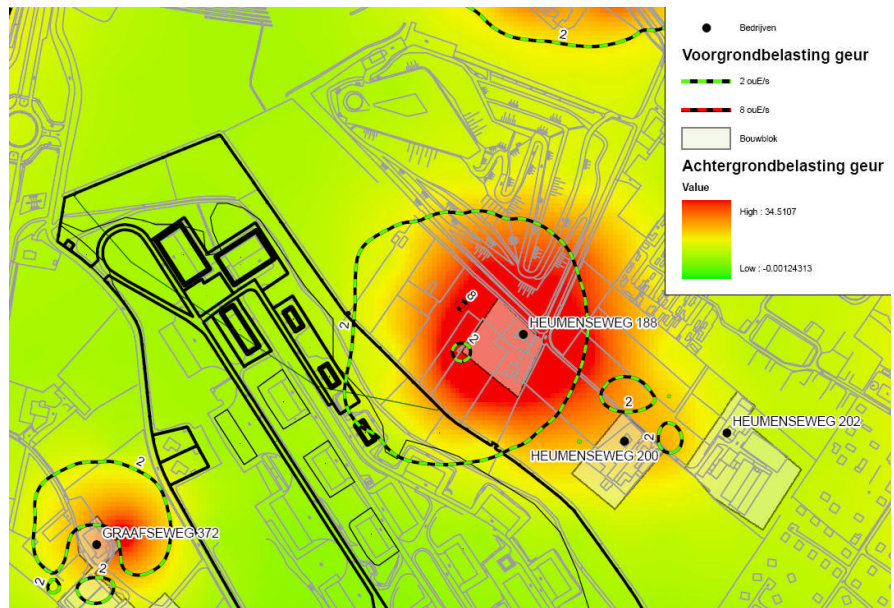 Bedrijven
Voorgrondbelasting geur
2 ouE/s
8 ouE/s
Bouwblok
Achtergrondbelasting geur
Value
High : 34.5107
Low : -0.00124313
2
2
8
HEUMENSEWEG 188
2
2
HEUMENSEWEG 202
2
HEUMENSEWEG 200
2
GRAAFSEWEG 372
2
2